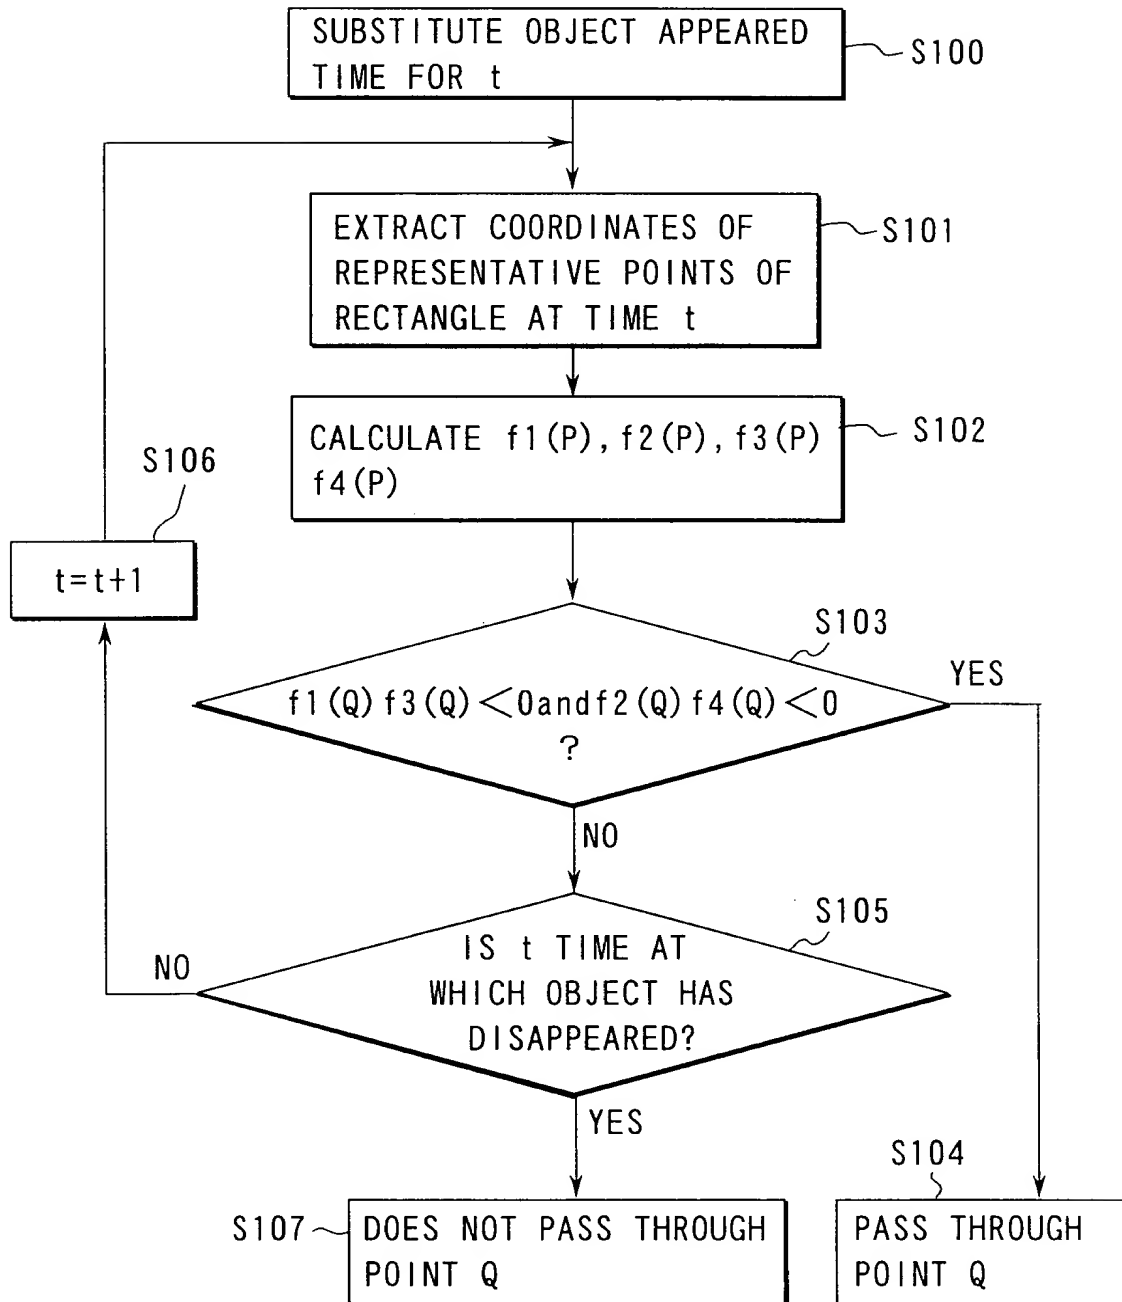 SUBSTITUTE OBJECT APPEARED
TIME FOR t
S100
EXTRACT COORDINATES OF
REPRESENTATIVE POINTS OF
RECTANGLE AT TIME t
S101
CALCULATE f1(P),f2(P),f3(P)
f4(P)
S102
S106
t=t+1
S103
f1(Q)f3(Q)<0andf2(Q)f4(Q)<0
?
YES
NO
S105
IS t TIME AT
WHICH OBJECT HAS
DISAPPEARED?
NO
YES
S104
S107
DOES NOT PASS THROUGH
POINT Q
PASS THROUGH
POINT Q